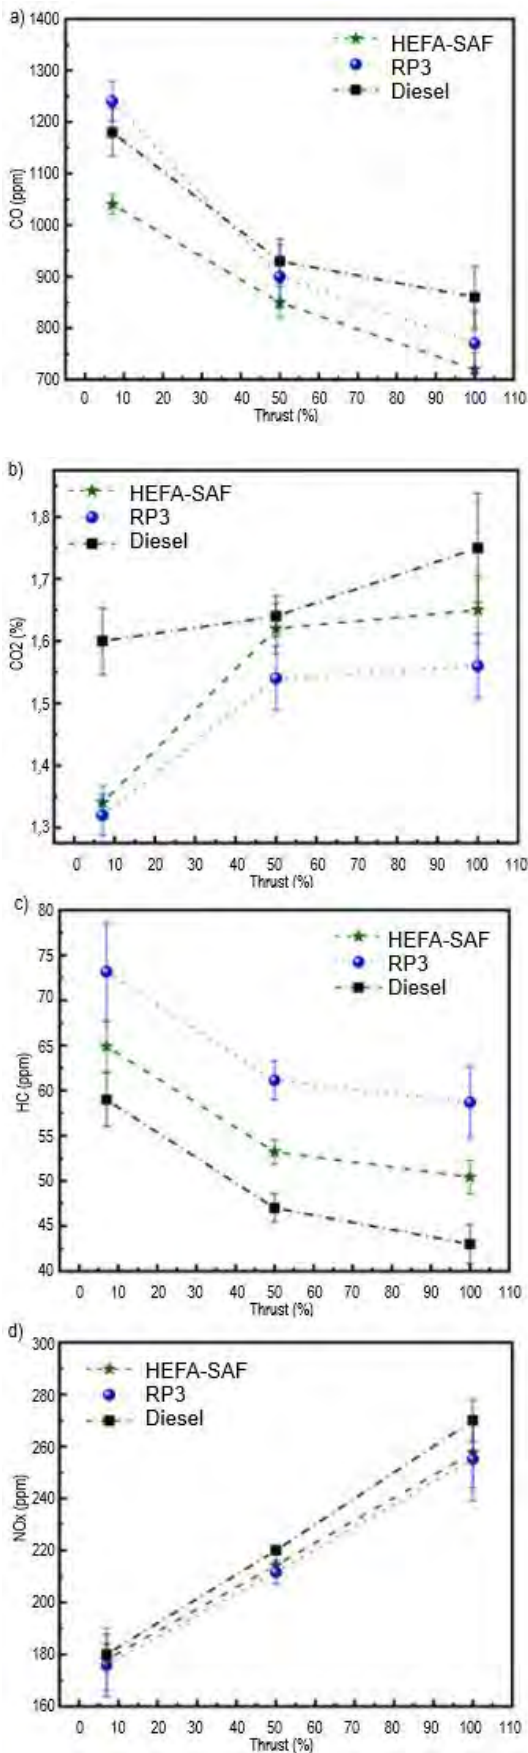 a)
1400
1300
1200
1100
1000
900
800
700
CO (ppm)
HEFA-SAF
RP3
Diesel
0 10 20 30 40 50 60 70 80 90 100 110
Thrust (%)
b)
1,8
1,7
1,6
1,5
1,4
1,3
CO2 (%)
HEFA-SAF
RP3
Diesel
0 10 20 30 40 50 60 70 80 90 100 110
Thrust (%)
c)
80
75
70
65
60
55
50
45
40
HC (ppm)
HEFA-SAF
RP3
Diesel
0 10 20 30 40 50 60 70 80 90 100 110
Thrust (%)
d)
300
280
260
240
220
200
180
160
NOx (ppm)
HEFA-SAF
RP3
Diesel
0 10 20 30 40 50 60 70 80 90 100 110
Thrust (%)